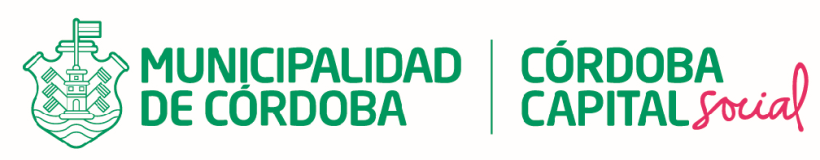 MUNICIPALIDAD
DE CÓRDOBA
CÓRDOBA
CAPITAL social